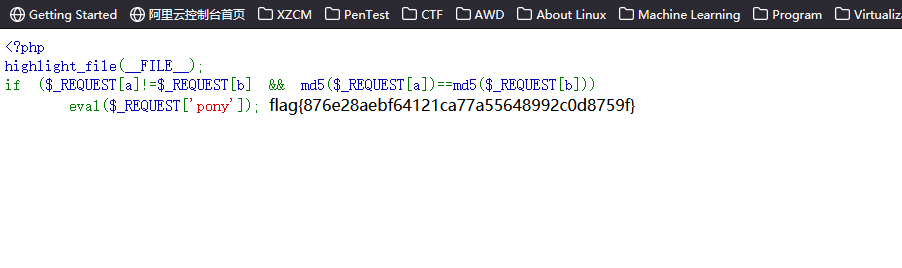 Getting Started 阿里云控制台首页 XZCM PenTest CTF AWD About Linux Machine Learning Program Virtualiz
<?php
highlight_file(__FILE__);
if ($_REQUEST[a]!=$_REQUEST[b] && md5($_REQUEST[a])==md5($_REQUEST[b]))
eval($_REQUEST['pony']); flag{876e28aebf64121ca77a55648992c0d8759f}